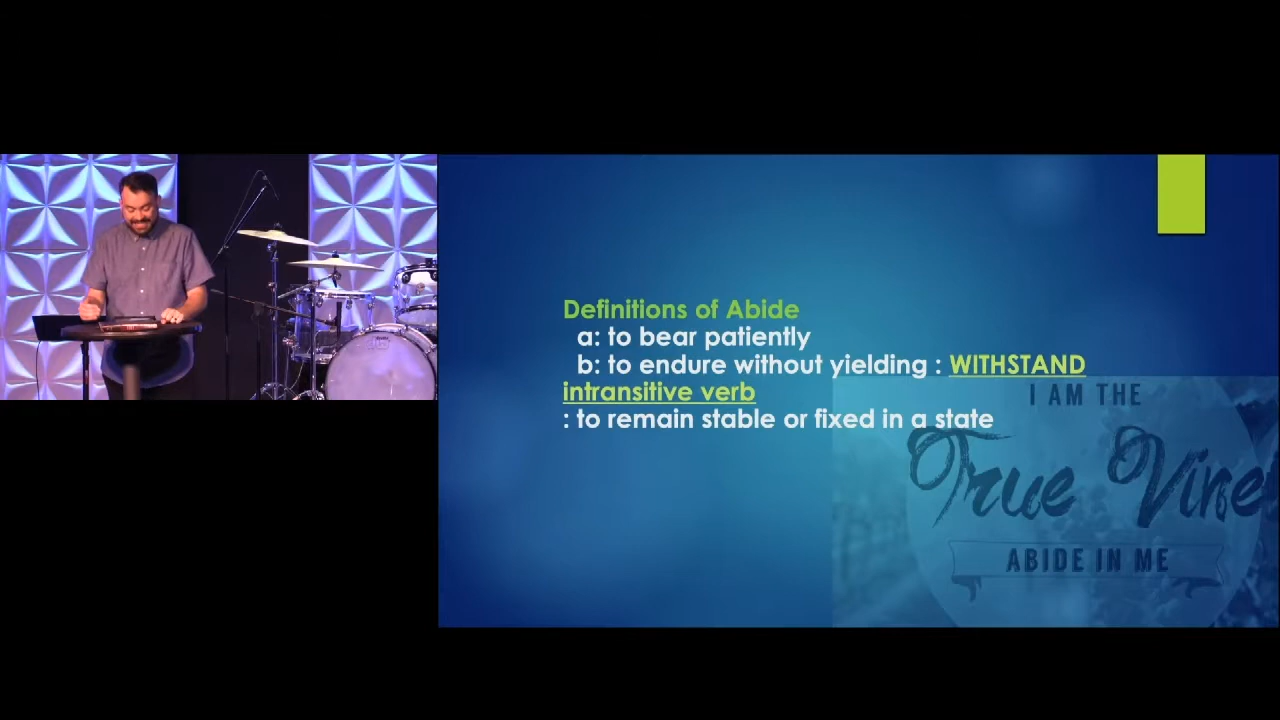 Definitions of Abide
a: to bear patiently
b: to endure without yielding : WITHSTAND
intransitive verb
: to remain stable or fixed in a state
I AM THE
True Vine
ABIDE IN ME